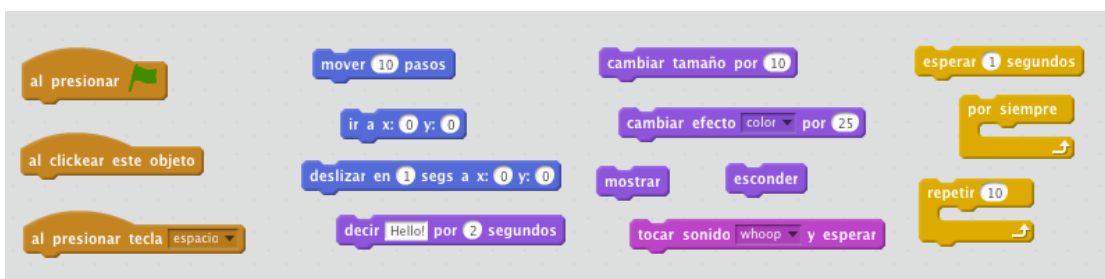 al presionar
al clickear este objeto
al presionar tecla espacio
mover 10 pasos
ir a x: 0 y: 0
deslizar en 1 segs a x: 0 y: 0
decir Hello! por 2 segundos
cambiar tamaño por 10
cambiar efecto color por 25
mostrar
esconder
tocar sonido whoop y esperar
esperar 1 segundos
por siempre
repetir 10